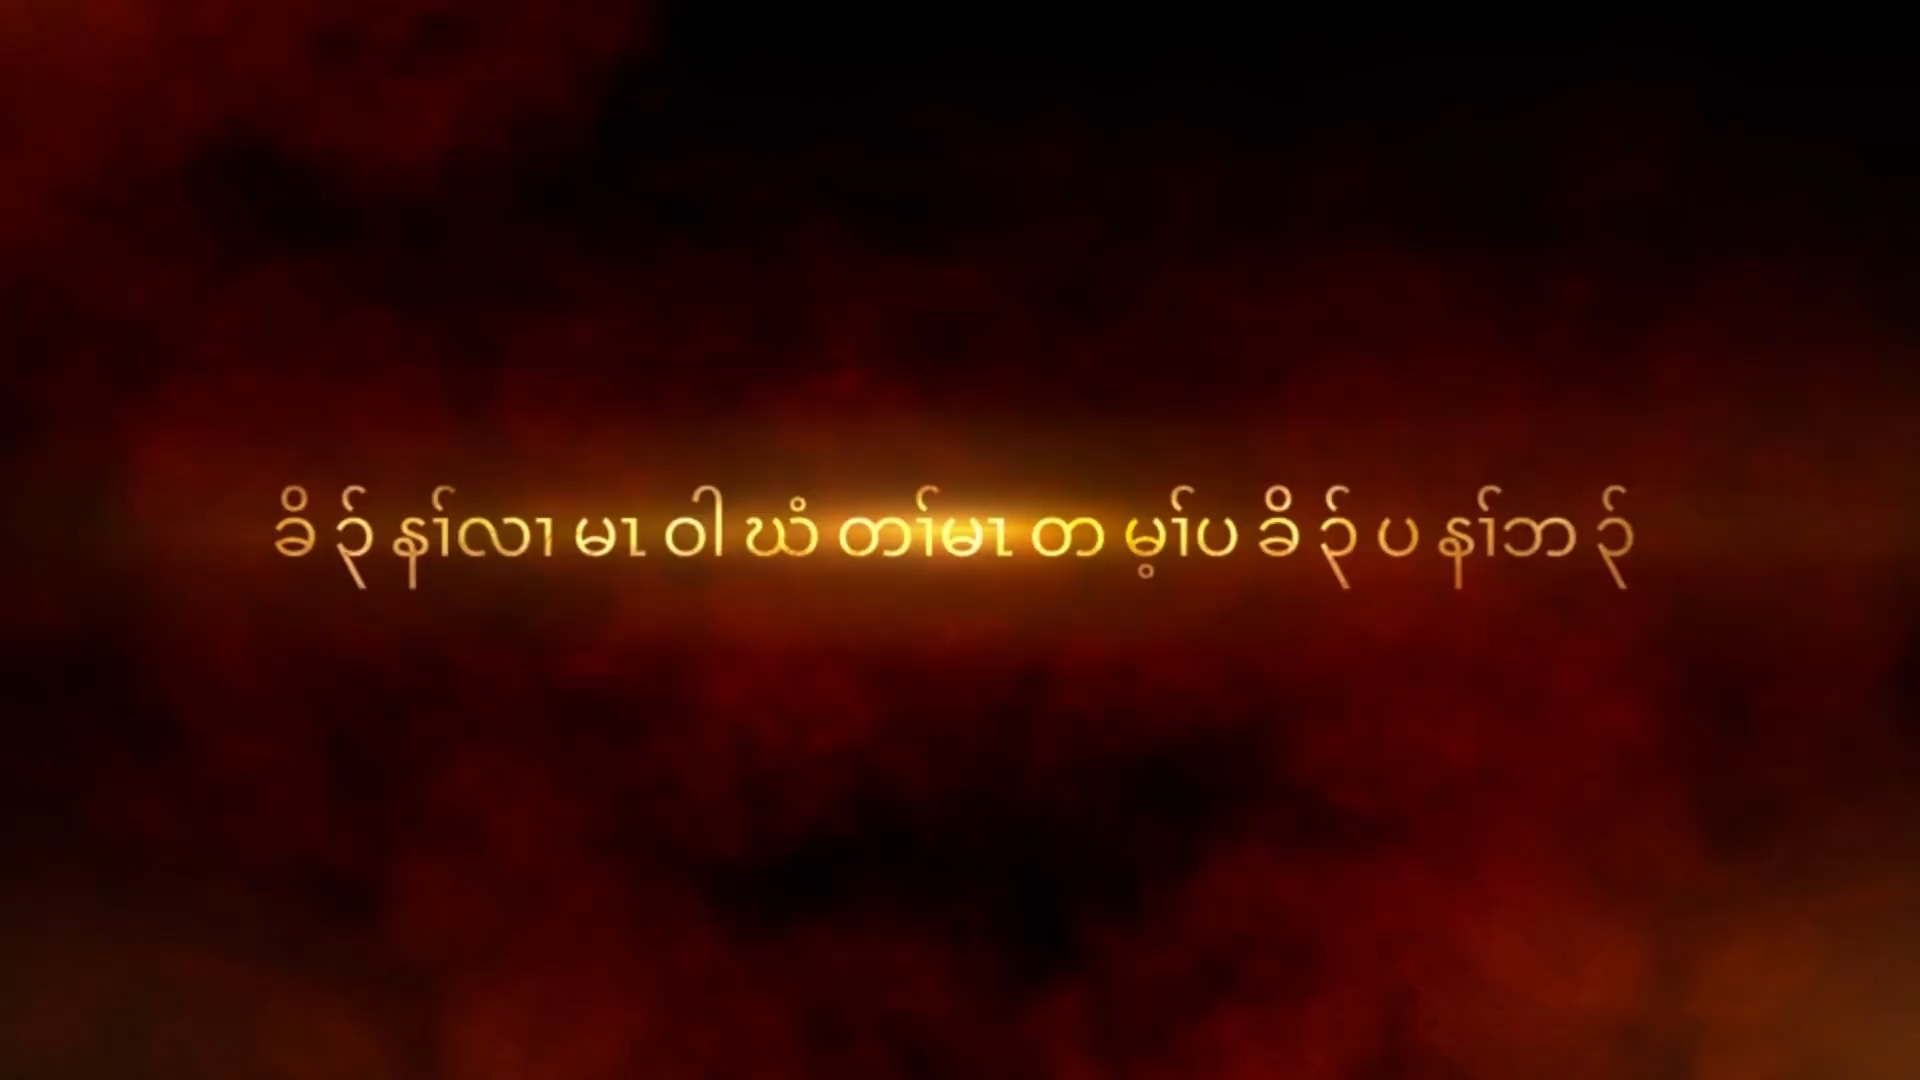 ခိၣ်နၢ်လၢ မၤ ဝါ ဃံ တၢ်မၤ တ မ့ၢ်ပ ခိၣ် ပ နၢ်ဘၣ်